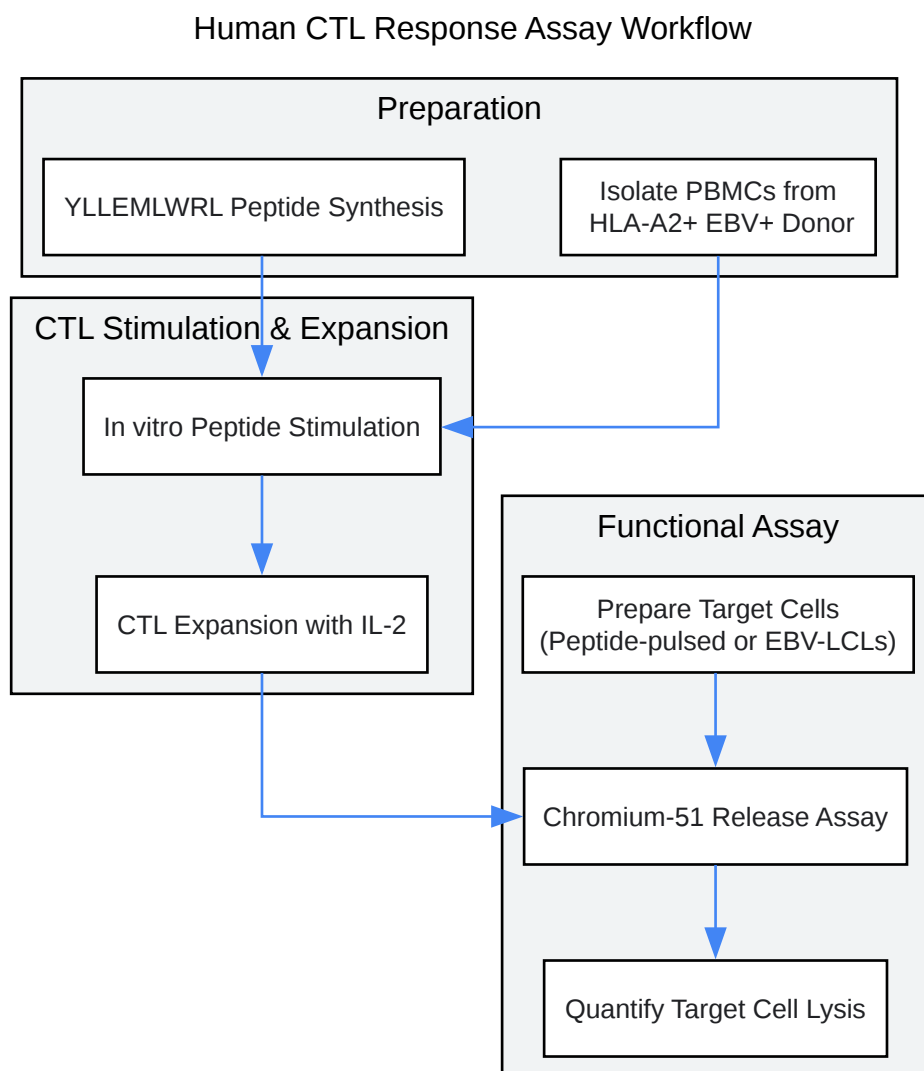 Human CTL Response Assay Workflow
Preparation
YLLEMLWRL Peptide Synthesis
Isolate PBMCs from
HLA-A2+ EBV+ Donor
CTL Stimulation & Expansion
In vitro Peptide Stimulation
CTL Expansion with IL-2
Functional Assay
Prepare Target Cells
(Peptide-pulsed or EBV-LCLs)
Chromium-51 Release Assay
Quantify Target Cell Lysis